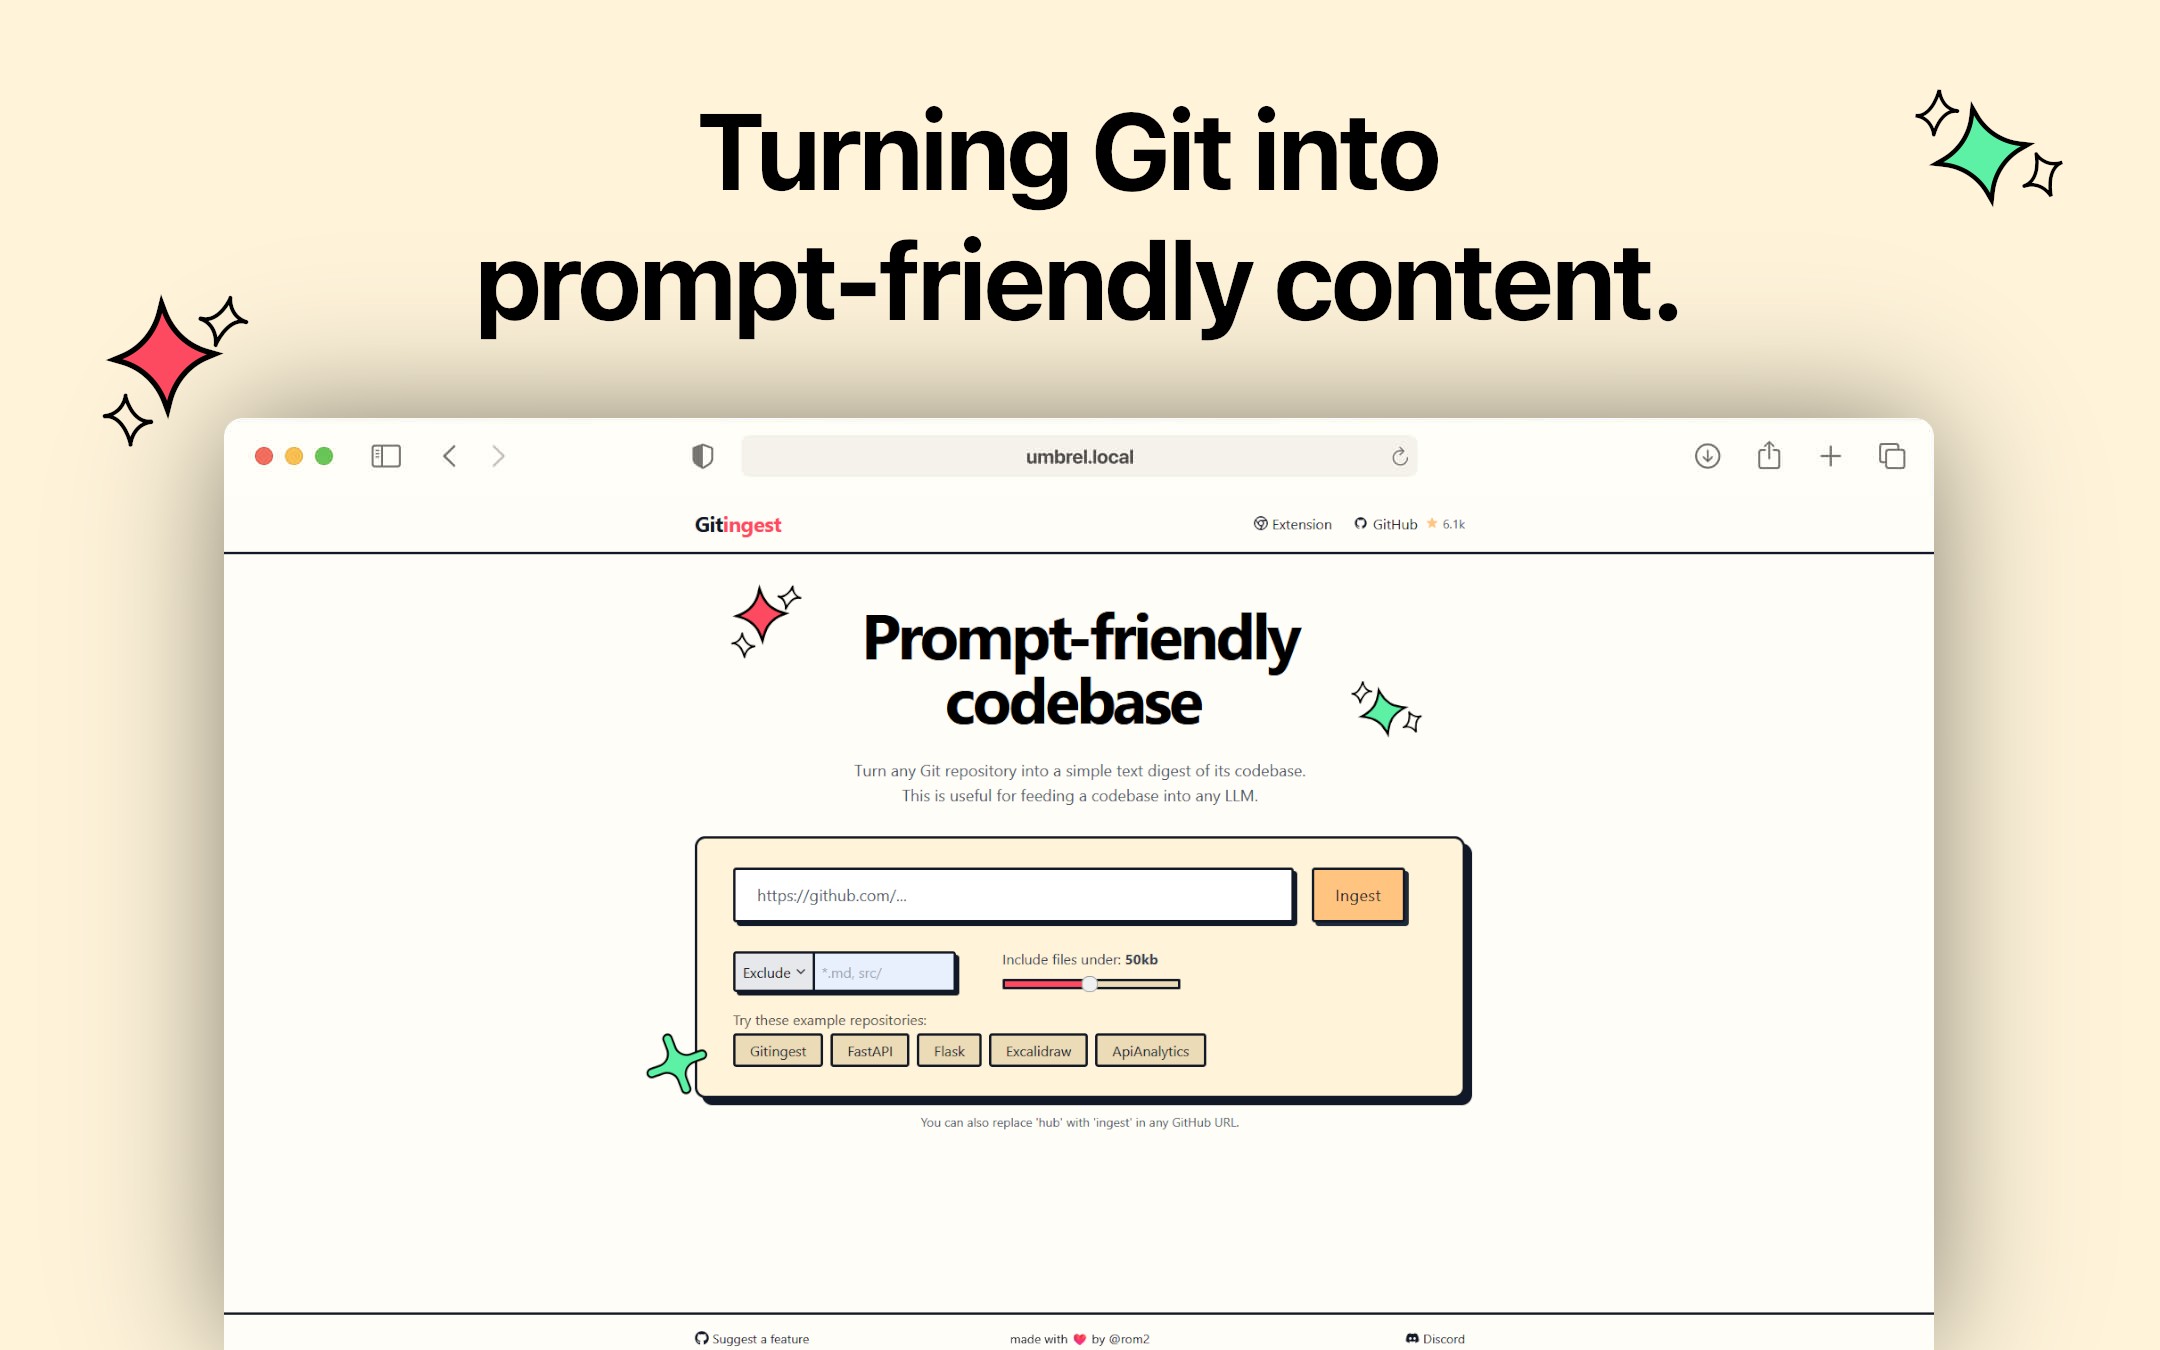 Turning Git into
prompt-friendly content.
umbrel.local
Gitingest
Extension
GitHub
6.1k
Prompt-friendly
codebase
Turn any Git repository into a simple text digest of its codebase.
This is useful for feeding a codebase into any LLM.
https://github.com/...
Ingest
Exclude
*.md, src/
Include files under: 50kb
Try these example repositories:
Gitingest
FastAPI
Flask
Excalidraw
ApiAnalytics
You can also replace 'hub' with 'ingest' in any GitHub URL.
Suggest a feature
made with ❤️ by @rom2
Discord